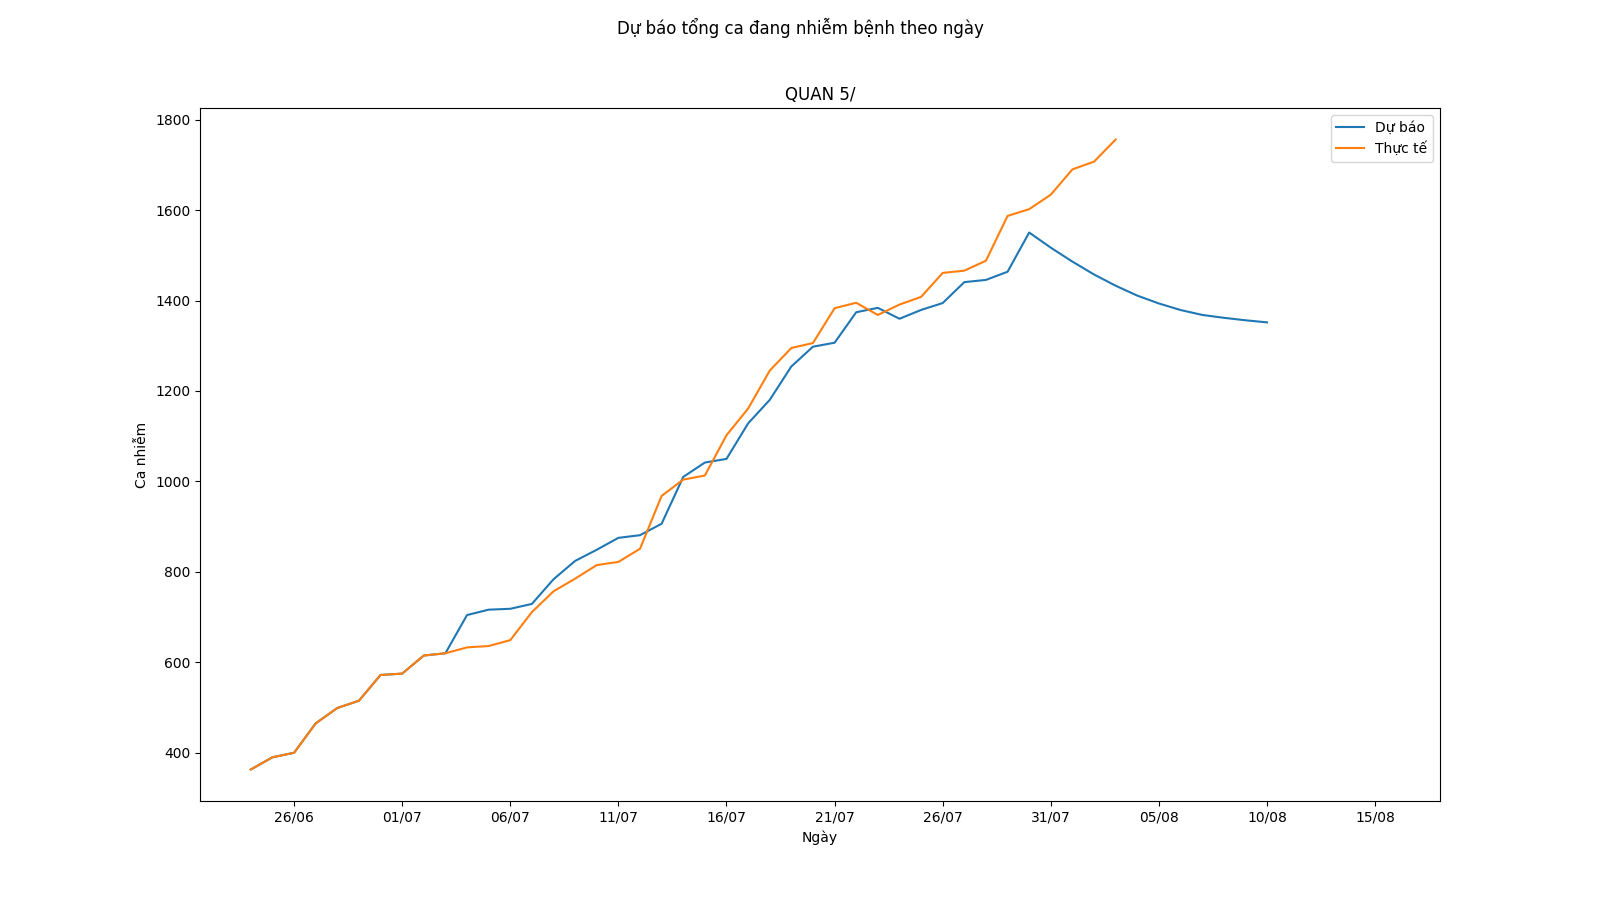 Dự báo tổng ca đang nhiễm bệnh theo ngày
QUAN 5/
Dự báo
Thực tế
Ca nhiễm
1800
1600
1400
1200
1000
800
600
400
26/06 01/07 06/07 11/07 16/07 21/07 26/07 31/07 05/08 10/08 15/08
Ngày